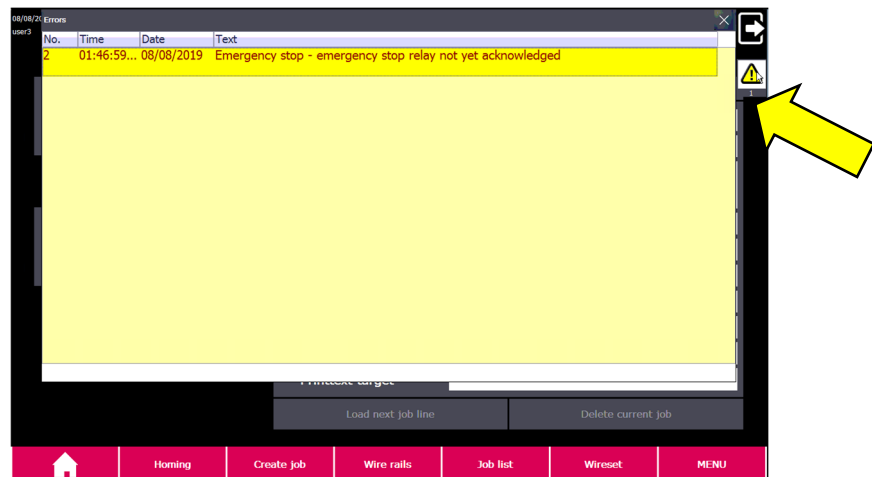 08/08/20
user3
Errors
No. Time Date Text
2 01:46:59... 08/08/2019 Emergency stop - emergency stop relay not yet acknowledged
1
Printtext target
Load next job line Delete current job
Homing Create job Wire rails Job list Wireset MENU